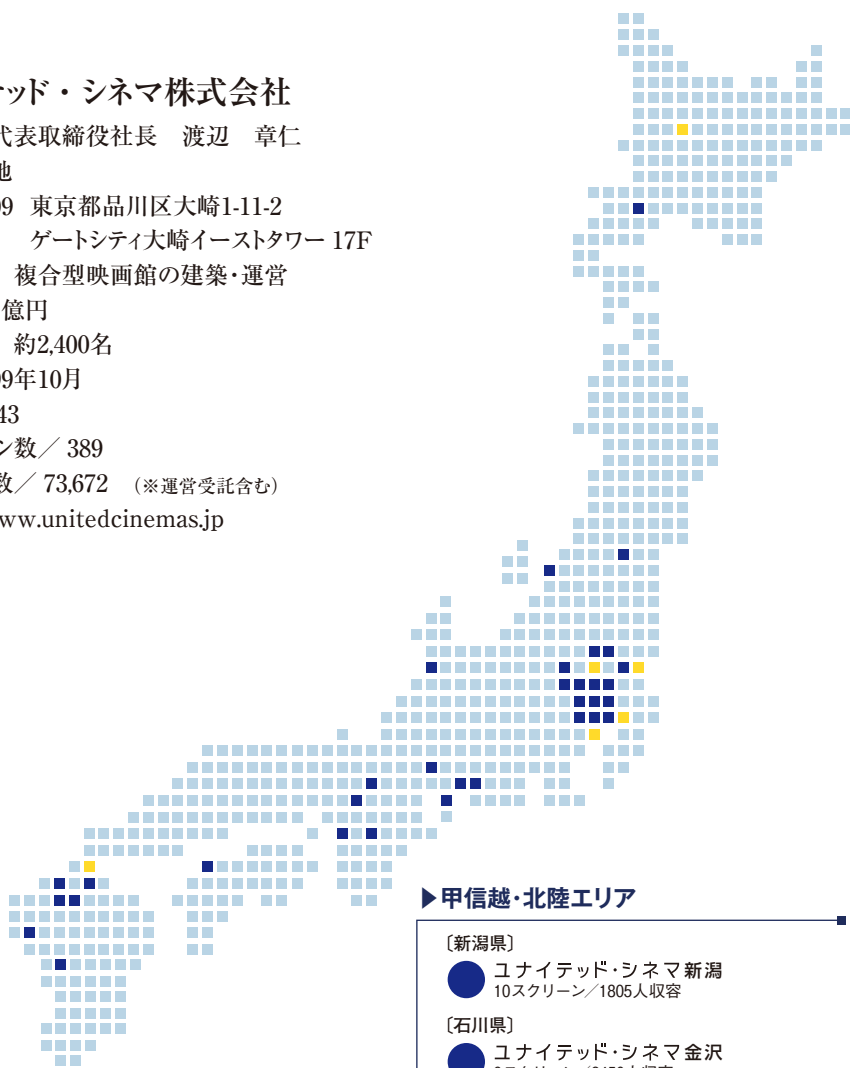 ッド・シネマ株式会社
代表取締役社長　渡辺　章仁
地
09 東京都品川区大崎1-11-2
ゲートシティ大崎イーストタワー 17F
複合型映画館の建築・運営
億円
約2,400名
99年10月
43
ン数／ 389
数／ 73,672 （※運営受託含む）
ww.unitedcinemas.jp
▶甲信越・北陸エリア
〔新潟県〕
ユナイテッド・シネマ新潟
10スクリーン／1805人収容
〔石川県〕
ユナイテッド・シネマ金沢